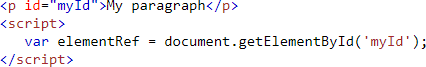 <p id="myId">My paragraph</p>
<script>
   var elementRef = document.getElementById('myId');
</script>